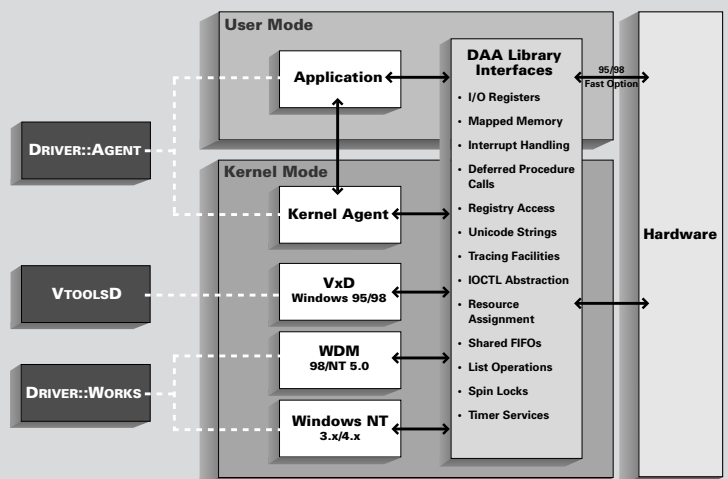 User Mode
Application
DRIVER::AGENT
Kernel Mode
Kernel Agent
VTOOLSD
VxD
Windows 95/98
DRIVER::WORKS
WDM
98/NT 5.0
Windows NT
3.x/4.x
DAA Library
Interfaces
• I/O Registers
• Mapped Memory
• Interrupt Handling
• Deferred Procedure
Calls
• Registry Access
• Unicode Strings
• Tracing Facilities
• IOCTL Abstraction
• Resource
Assignment
• Shared FIFOs
• List Operations
• Spin Locks
• Timer Services
95/98
Fast Option
Hardware